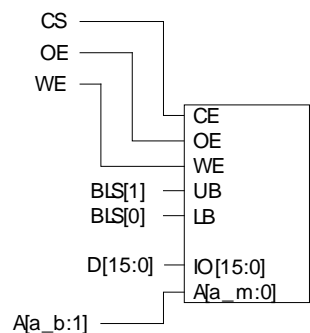 CS
OE
WE
CE
OE
WE
BLS[1] UB
BLS[0] LB
D[15:0] IO[15:0]
A[a_m:0]
A[a_b:1]